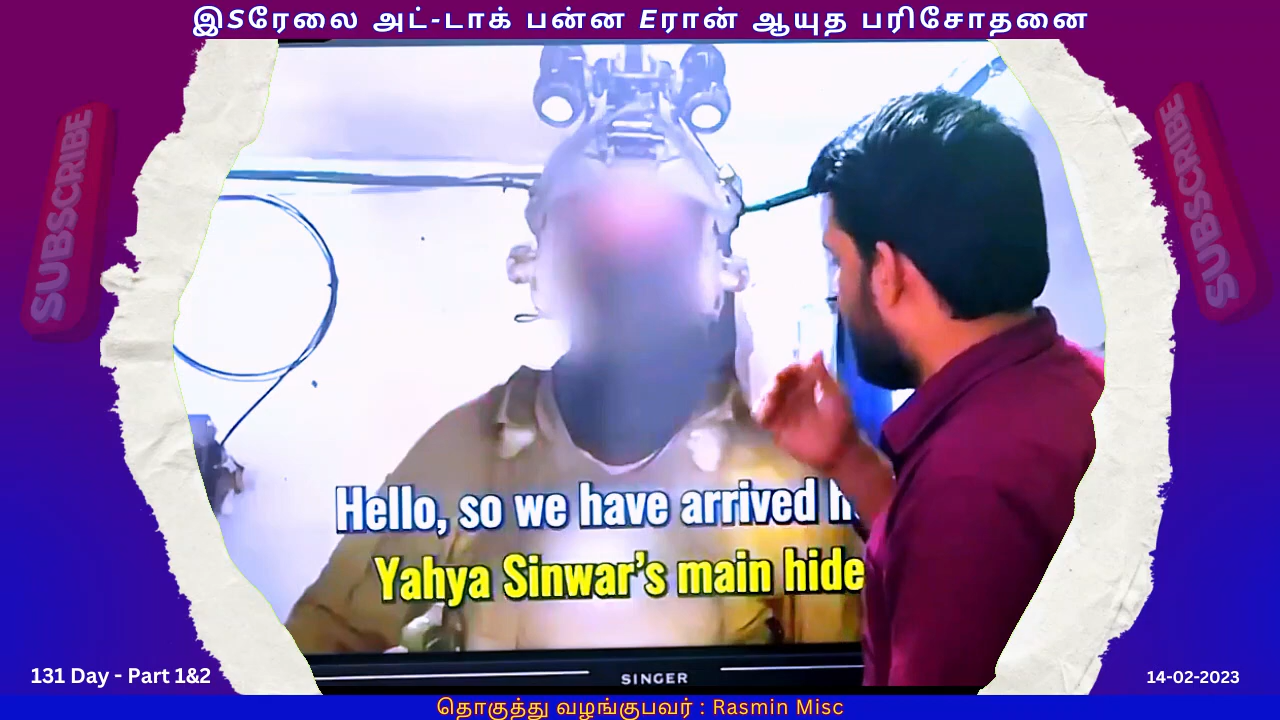 இSரேலை அட்-டாக் பன்ன Eரான் ஆயுத பரிசோதனை
SUBSCRIBE
SUBSCRIBE
Hello, so we have arrived
Yahya Sinwar's main hide
SINGER
131 Day - Part 1&2
14-02-2023
தொகுத்து வழங்குபவர் : Rasmin Misc